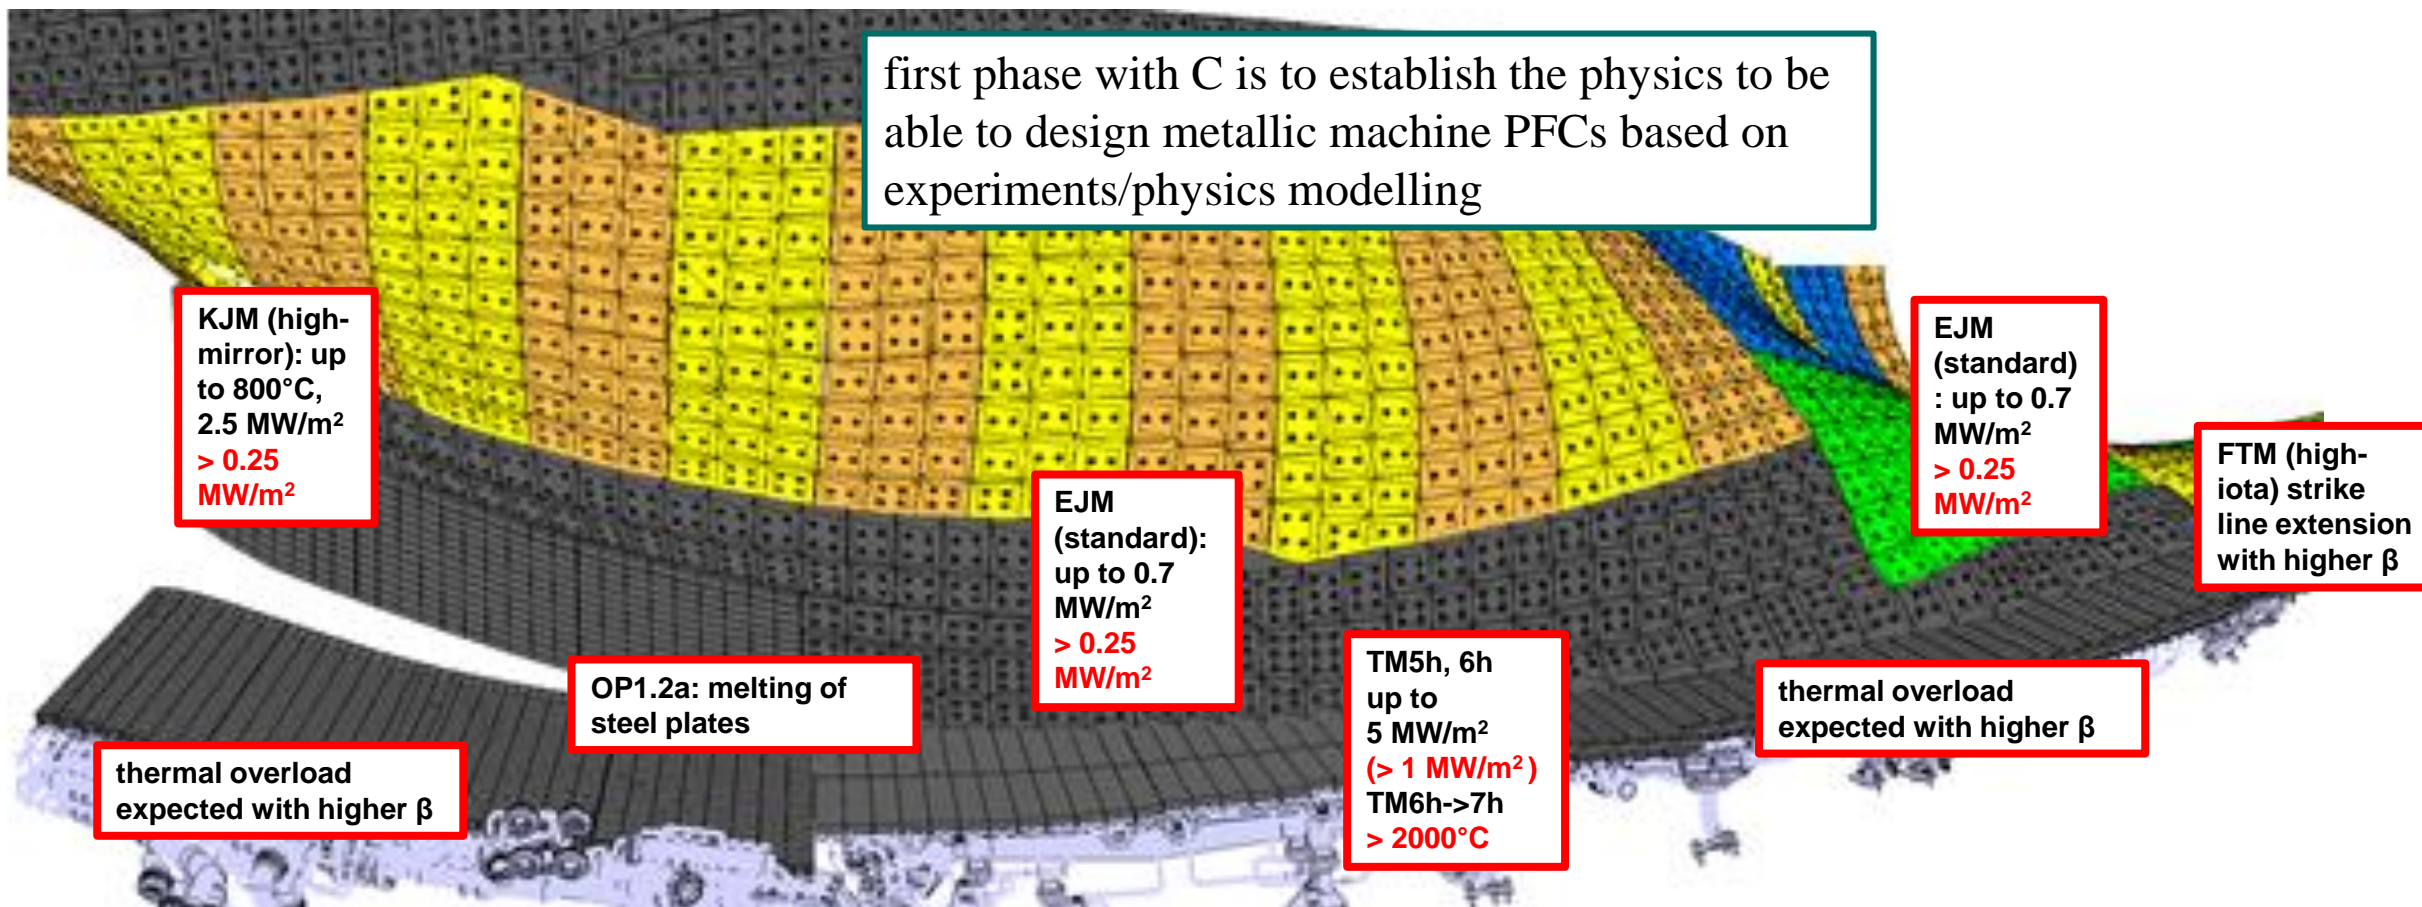 first phase with C is to establish the physics to be
able to design metallic machine PFCs based on
experiments/physics modelling
KJM (high-
mirror): up
to 800°C,
2.5 MW/m²
> 0.25
MW/m²
EJM
(standard)
: up to 0.7
MW/m²
> 0.25
MW/m²
FTM (high-
iota) strike
line extension
with higher β
EJM
(standard):
up to 0.7
MW/m²
> 0.25
MW/m²
TM5h, 6h
up to
5 MW/m²
(> 1 MW/m²)
TM6h->7h
> 2000°C
OP1.2a: melting of
steel plates
thermal overload
expected with higher β
thermal overload
expected with higher β